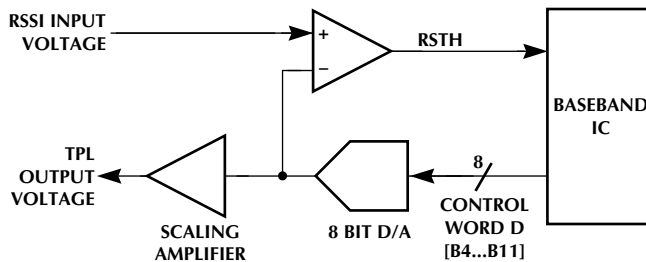 RSSI INPUT
VOLTAGE
+
−
RSTH
BASEBAND
IC
TPL
OUTPUT
VOLTAGE
SCALING
AMPLIFIER
8 BIT D/A
8
CONTROL
WORD D
[B4...B11]